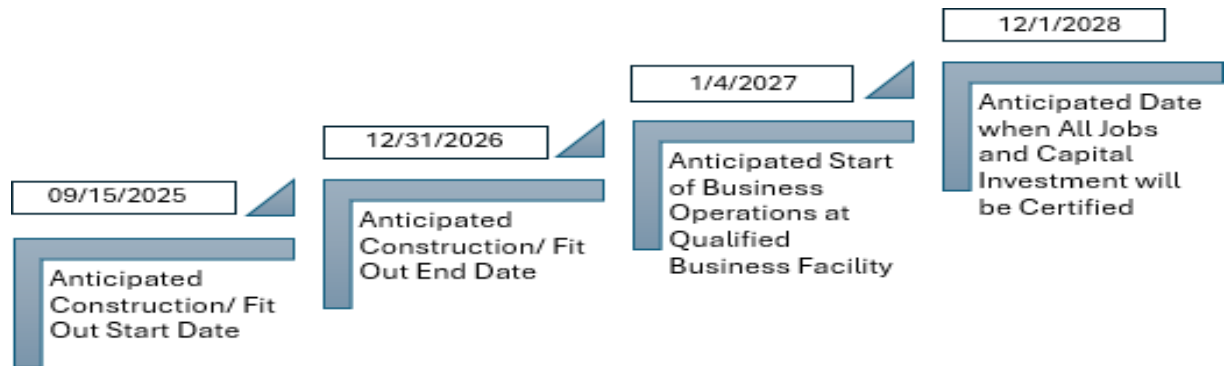 09/15/2025
Anticipated
Construction/ Fit
Out Start Date
12/31/2026
Anticipated
Construction/ Fit
Out End Date
1/4/2027
Anticipated Start
of Business
Operations at
Qualified
Business Facility
12/1/2028
Anticipated Date
when All Jobs
and Capital
Investment will
be Certified